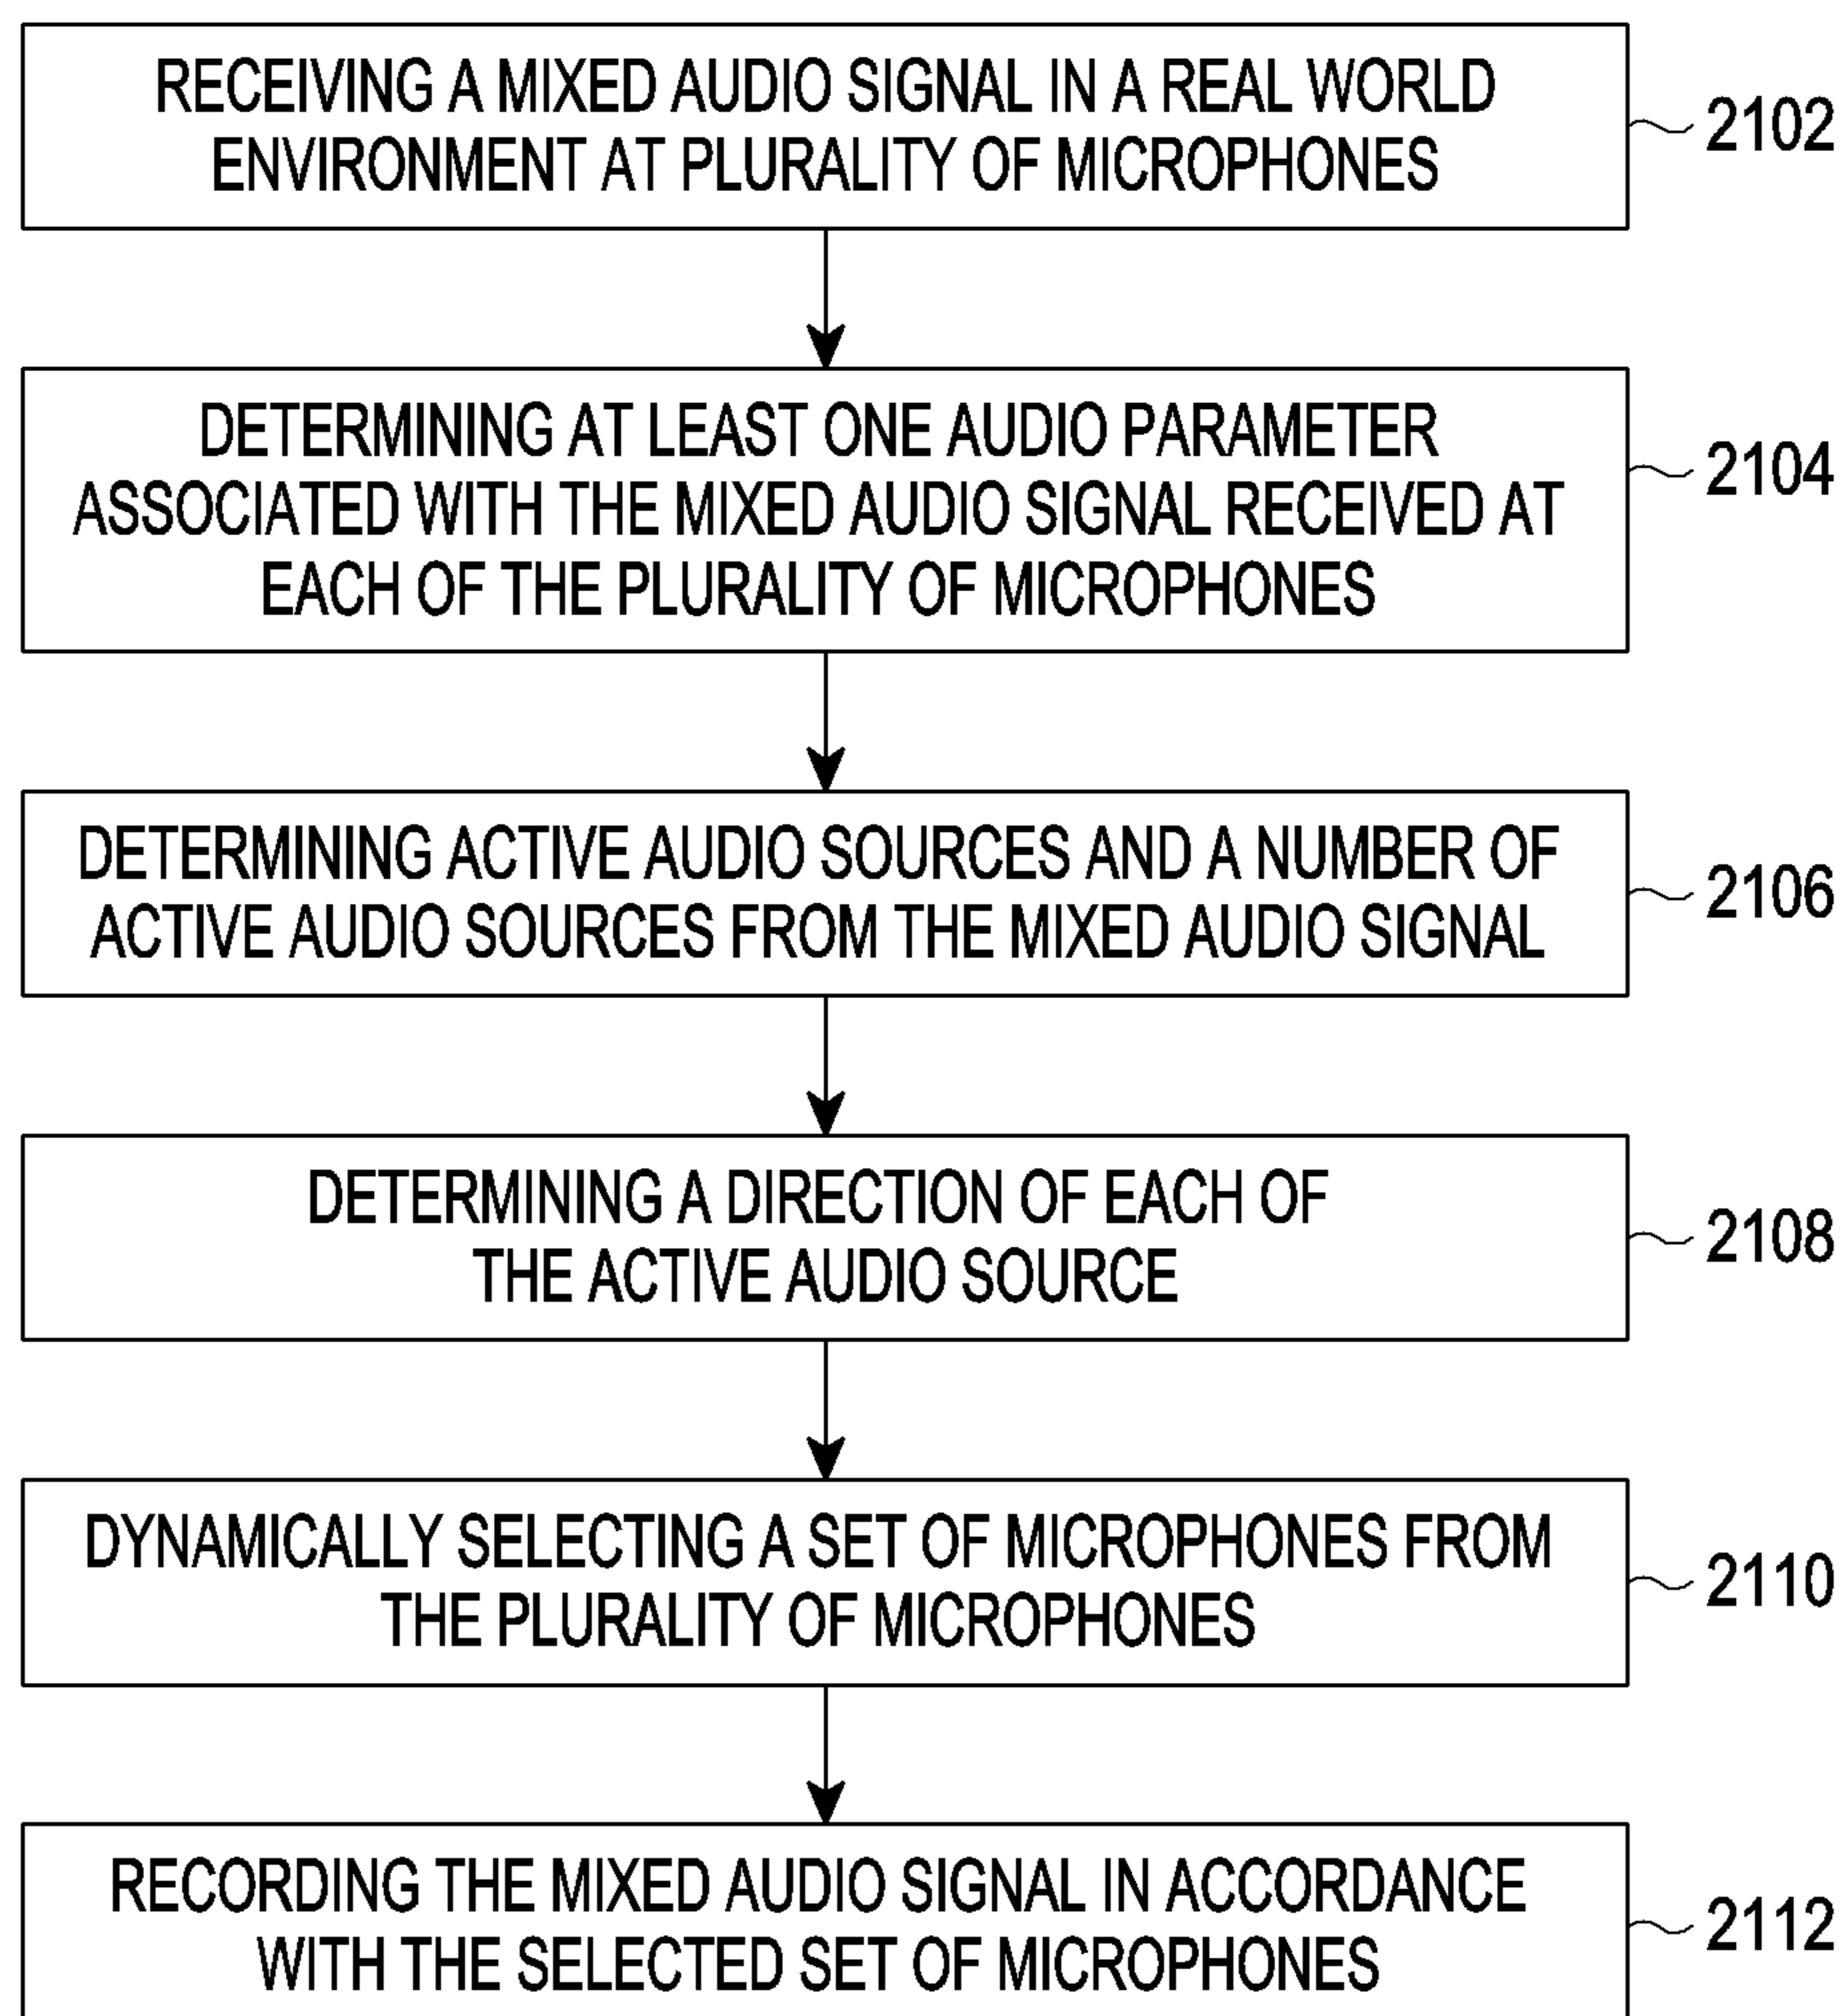 RECEIVING A MIXED AUDIO SIGNAL IN A REAL WORLD
ENVIRONMENT AT PLURALITY OF MICROPHONES
2102
DETERMINING AT LEAST ONE AUDIO PARAMETER
ASSOCIATED WITH THE MIXED AUDIO SIGNAL RECEIVED AT
EACH OF THE PLURALITY OF MICROPHONES
2104
DETERMINING ACTIVE AUDIO SOURCES AND A NUMBER OF
ACTIVE AUDIO SOURCES FROM THE MIXED AUDIO SIGNAL
2106
DETERMINING A DIRECTION OF EACH OF
THE ACTIVE AUDIO SOURCE
2108
DYNAMICALLY SELECTING A SET OF MICROPHONES FROM
THE PLURALITY OF MICROPHONES
2110
RECORDING THE MIXED AUDIO SIGNAL IN ACCORDANCE
WITH THE SELECTED SET OF MICROPHONES
2112